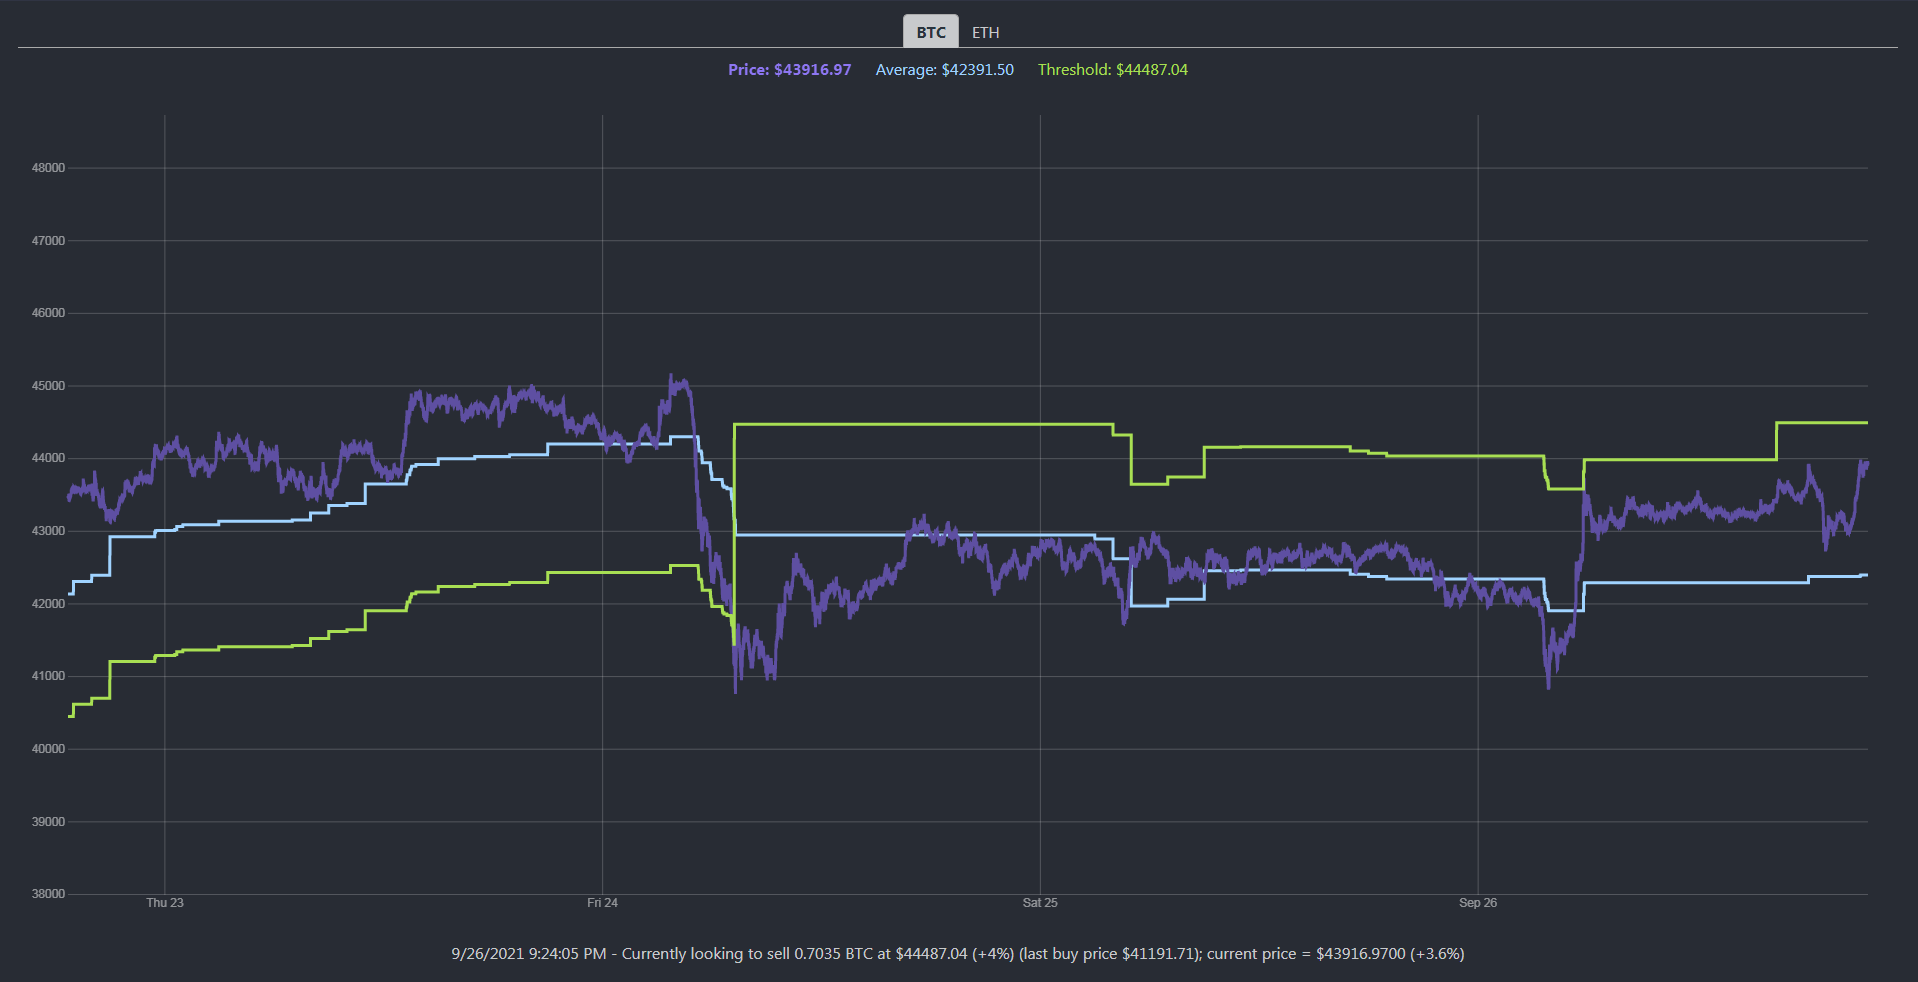 BTC ETH
Price: $43916.97 Average: $42391.50 Threshold: $44487.04
48000
47000
46000
45000
44000
43000
42000
41000
40000
39000
38000
Thu 23 Fri 24 Sat 25 Sep 26
9/26/2021 9:24:05 PM - Currently looking to sell 0.7035 BTC at $44487.04 (+4%) (last buy price $41191.71); current price = $43916.9700 (+3.6%)